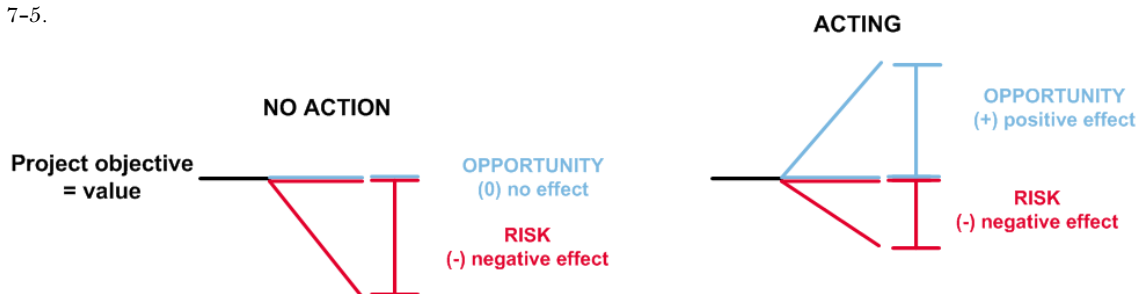 7-5.
ACTING
NO ACTION
OPPORTUNITY
(+) positive effect
Project objective
= value
OPPORTUNITY
(0) no effect
RISK
(-) negative effect
RISK
(-) negative effect